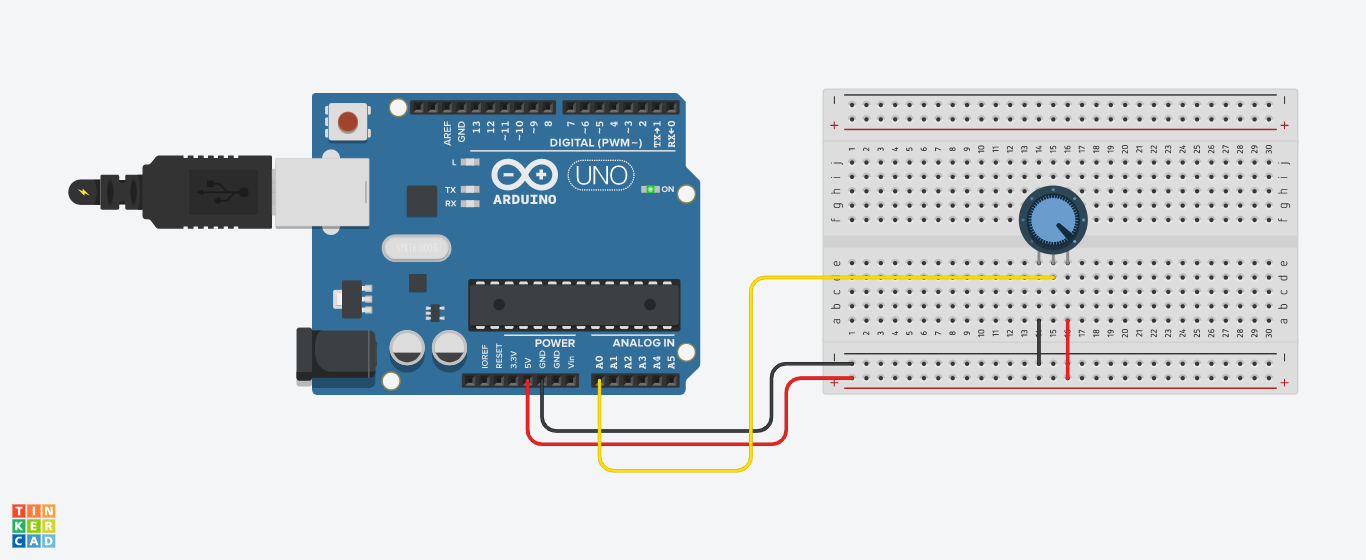 AREF
GND
13
12
~11
~10
~9
8
7
~6
~5
4
~3
2
TX→1
RX←0
DIGITAL (PWM~)
L
TX
RX
ARDUINO
UNO
ON
POWER
ANALOG IN
IOREF
RESET
3.3V
5V
GND
GND
Vin
A0
A1
A2
A3
A4
A5
− −
+ +
1 2 3 4 5 6 7 8 9 10 11 12 13 14 15 16 17 18 19 20 21 22 23 24 25 26 27 28 29 30
j j
i i
h h
g g
f f
e e
d d
c c
b b
a a
1 2 3 4 5 6 7 8 9 10 11 12 13 14 15 16 17 18 19 20 21 22 23 24 25 26 27 28 29 30
− −
+ +
TIN
KER
CAD